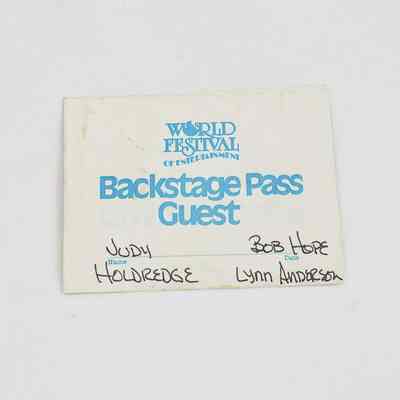 WORLD
FESTIVAL
OF ENTERTAINMENT
Backstage Pass
Guest
JUDY BOB HOPE
Name Date
HOLDREDGE LYNN ANDERSON